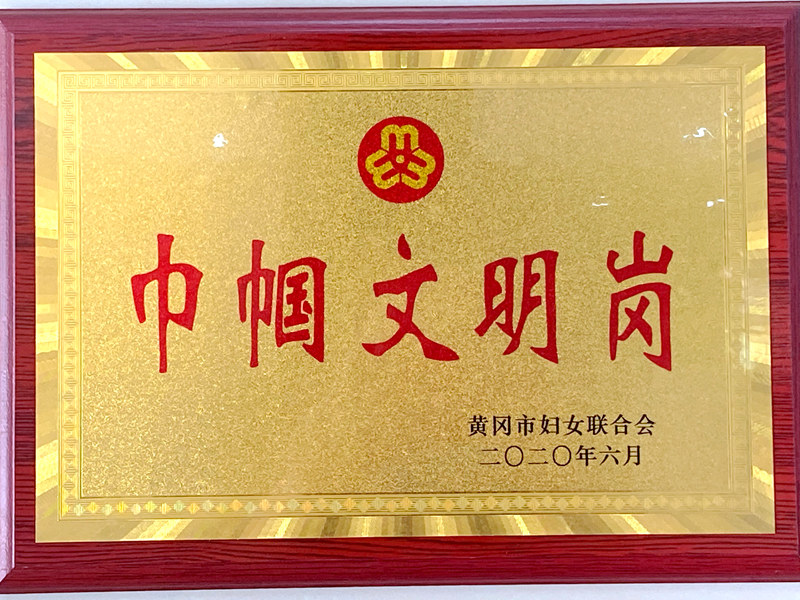 巾帼文明岗
黄冈市妇女联合会
二〇二〇年六月